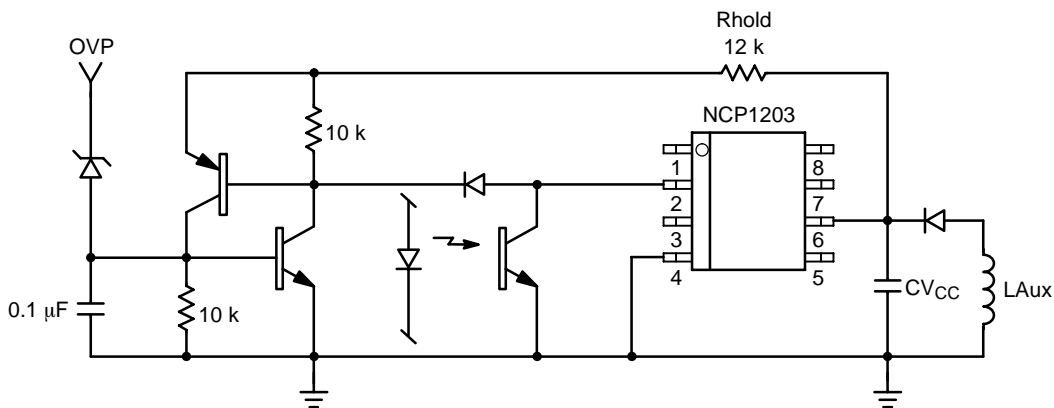 Rhold
12 k
OVP
NCP1203
10 k
1
8
2
7
3
6
4
5
0.1 μF
10 k
CVCC
LAux